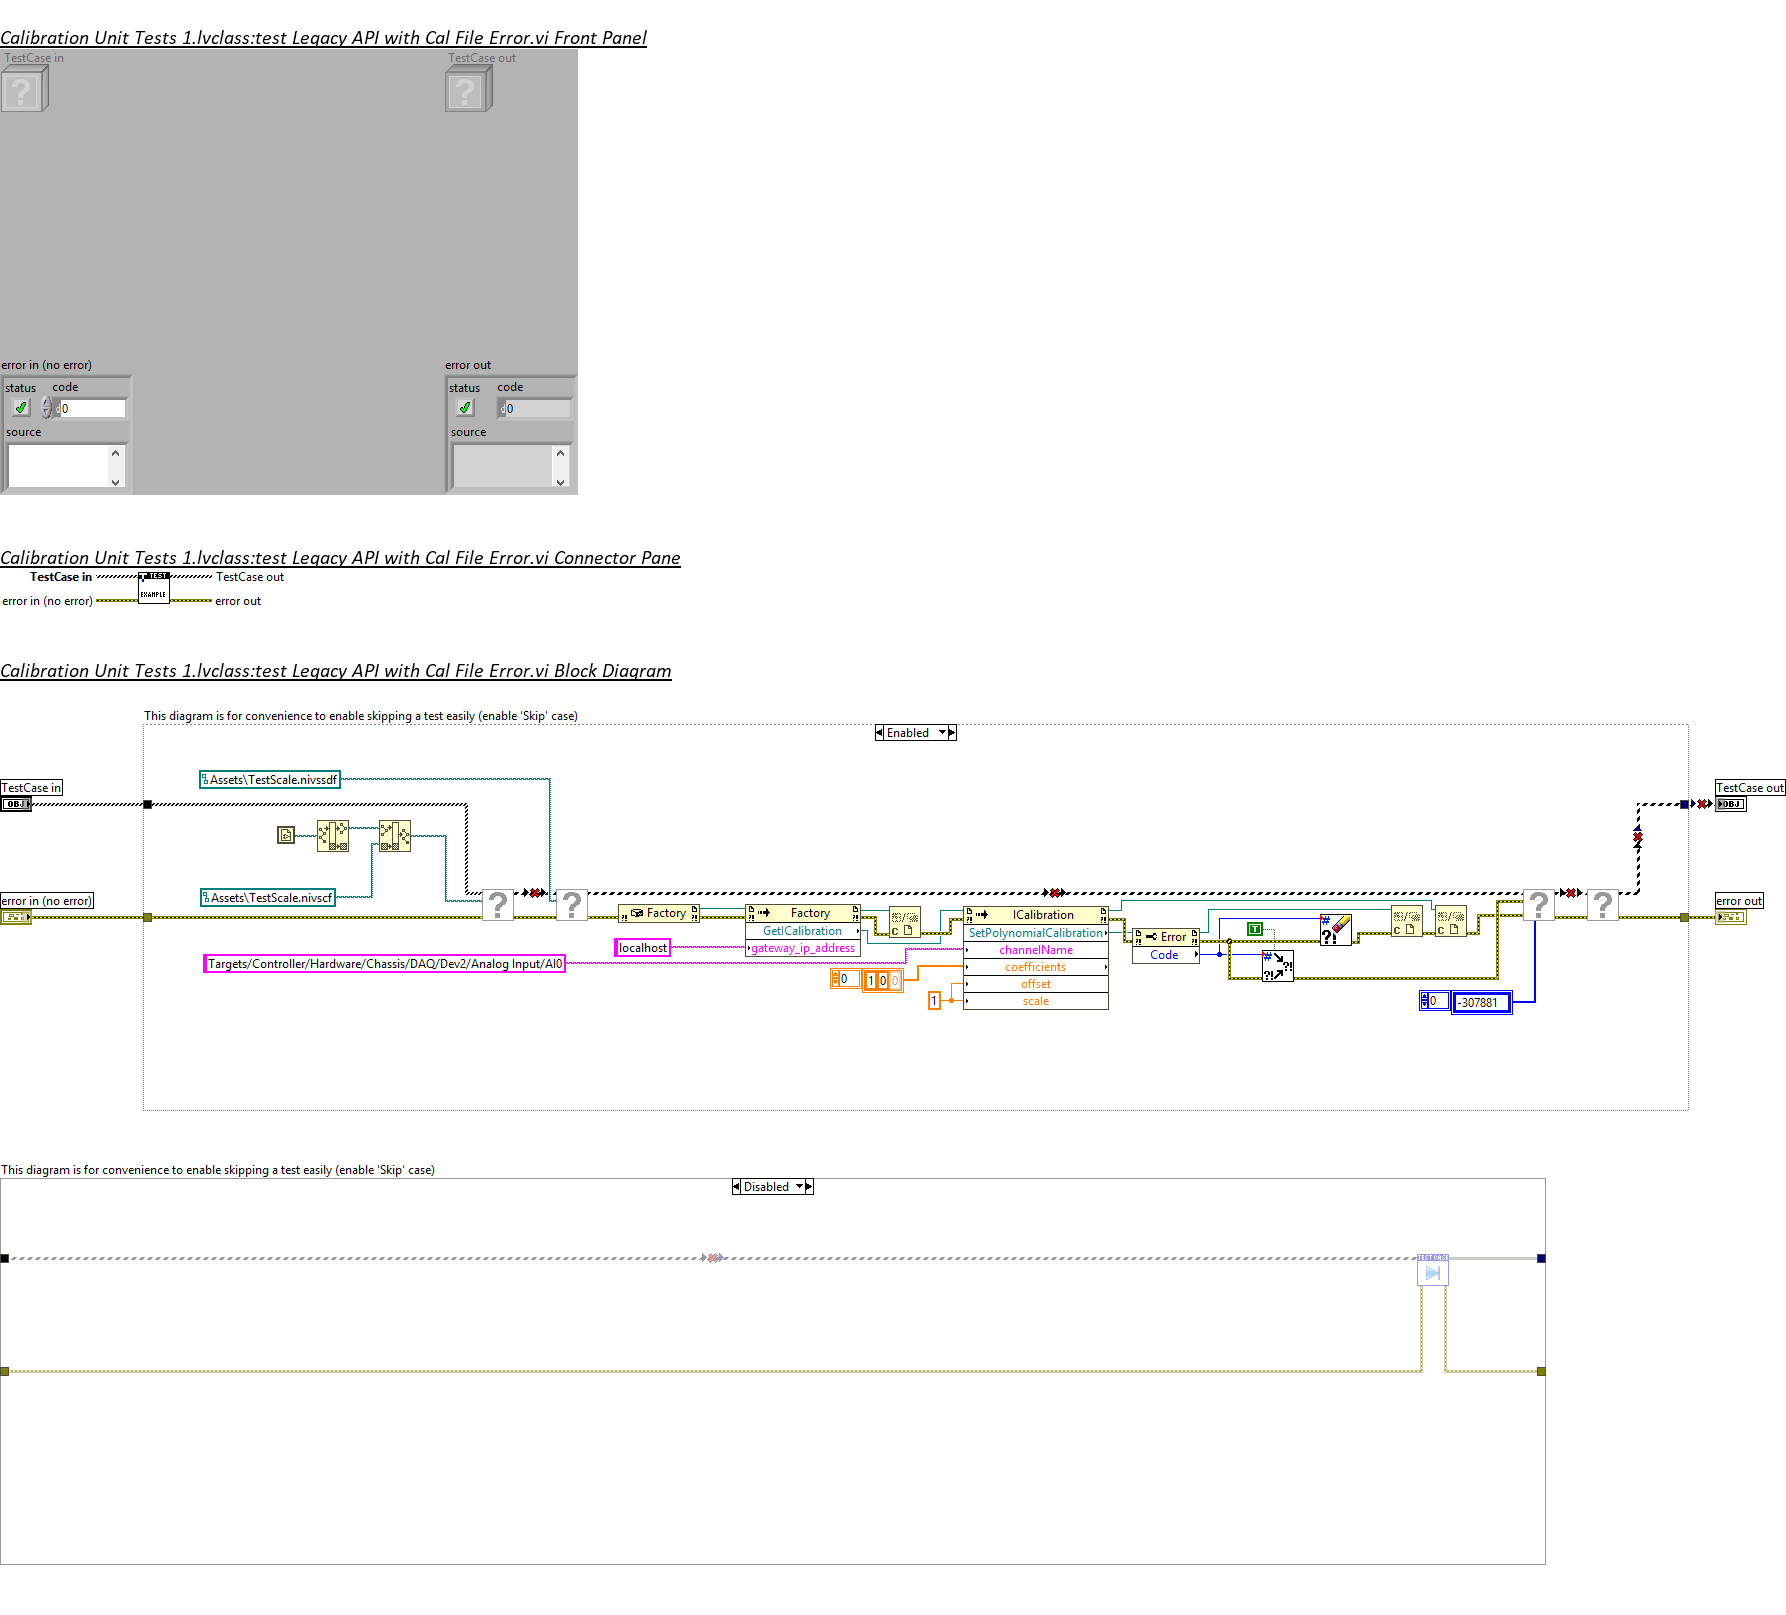 Calibration Unit Tests 1.lvclass:test Legacy API with Cal File Error.vi Front Panel
TestCase in
TestCase out
error in (no error)
error out
status code
0
source
status code
0
source
Calibration Unit Tests 1.lvclass:test Legacy API with Cal File Error.vi Connector Pane
TestCase in
TestCase out
TEST
EXAMPLE
error in (no error)
error out
Calibration Unit Tests 1.lvclass:test Legacy API with Cal File Error.vi Block Diagram
This diagram is for convenience to enable skipping a test easily (enable 'Skip' case)
Enabled
Assets\TestScale.nivssdf
TestCase in
OBJ
TestCase out
OBJ
Assets\TestScale.nivscf
error in (no error)
error out
Factory
Factory
GetICalibration
gateway_ip_address
localhost
Targets/Controller/Hardware/Chassis/DAQ/Dev2/Analog Input/AI0
ICalibration
SetPolynomialCalibration
channelName
coefficients
offset
scale
0
1 0 0
1
Error
Code
T
0
-307881
This diagram is for convenience to enable skipping a test easily (enable 'Skip' case)
Disabled
TEST CASE